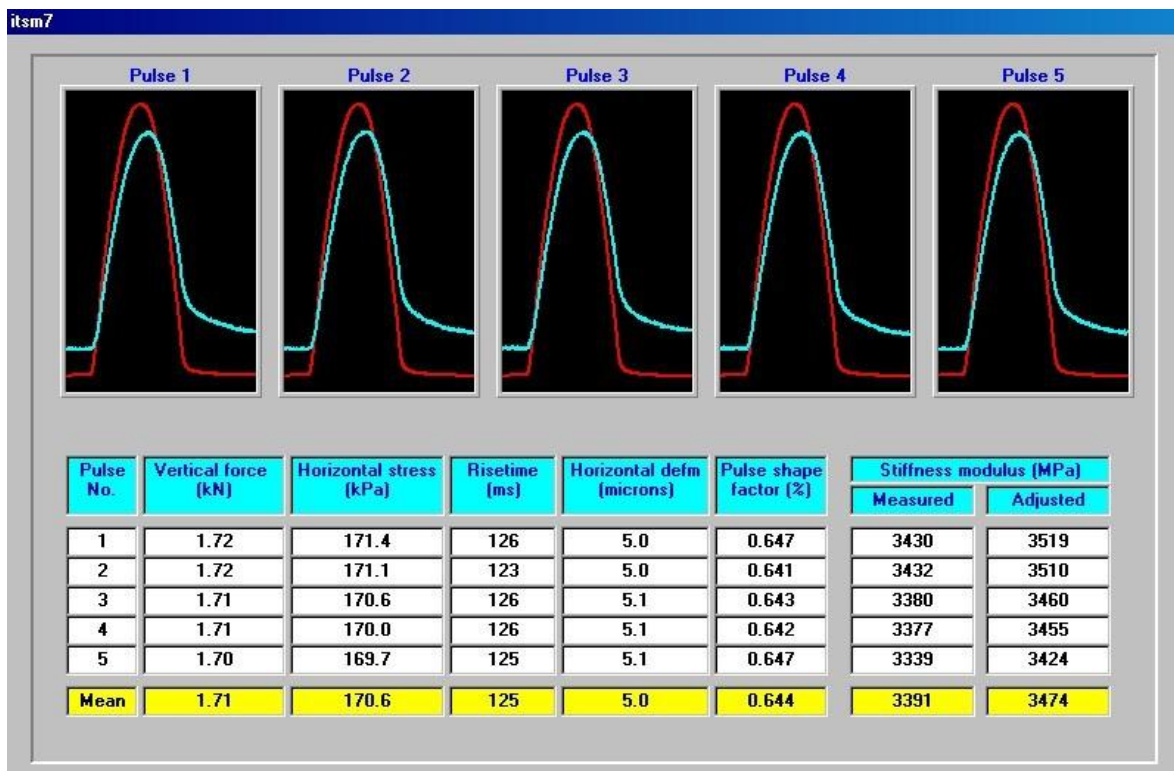 itsm7
Pulse 1 Pulse 2 Pulse 3 Pulse 4 Pulse 5
Pulse No. Vertical force (kN) Horizontal stress (kPa) Risetime (ms) Horizontal defm (microns) Pulse shape factor (%) Stiffness modulus (MPa)
Measured Adjusted
1 1.72 171.4 126 5.0 0.647 3430 3519
2 1.72 171.1 123 5.0 0.641 3432 3510
3 1.71 170.6 126 5.1 0.643 3380 3460
4 1.71 170.0 126 5.1 0.642 3377 3455
5 1.70 169.7 125 5.1 0.647 3339 3424
Mean 1.71 170.6 125 5.0 0.644 3391 3474